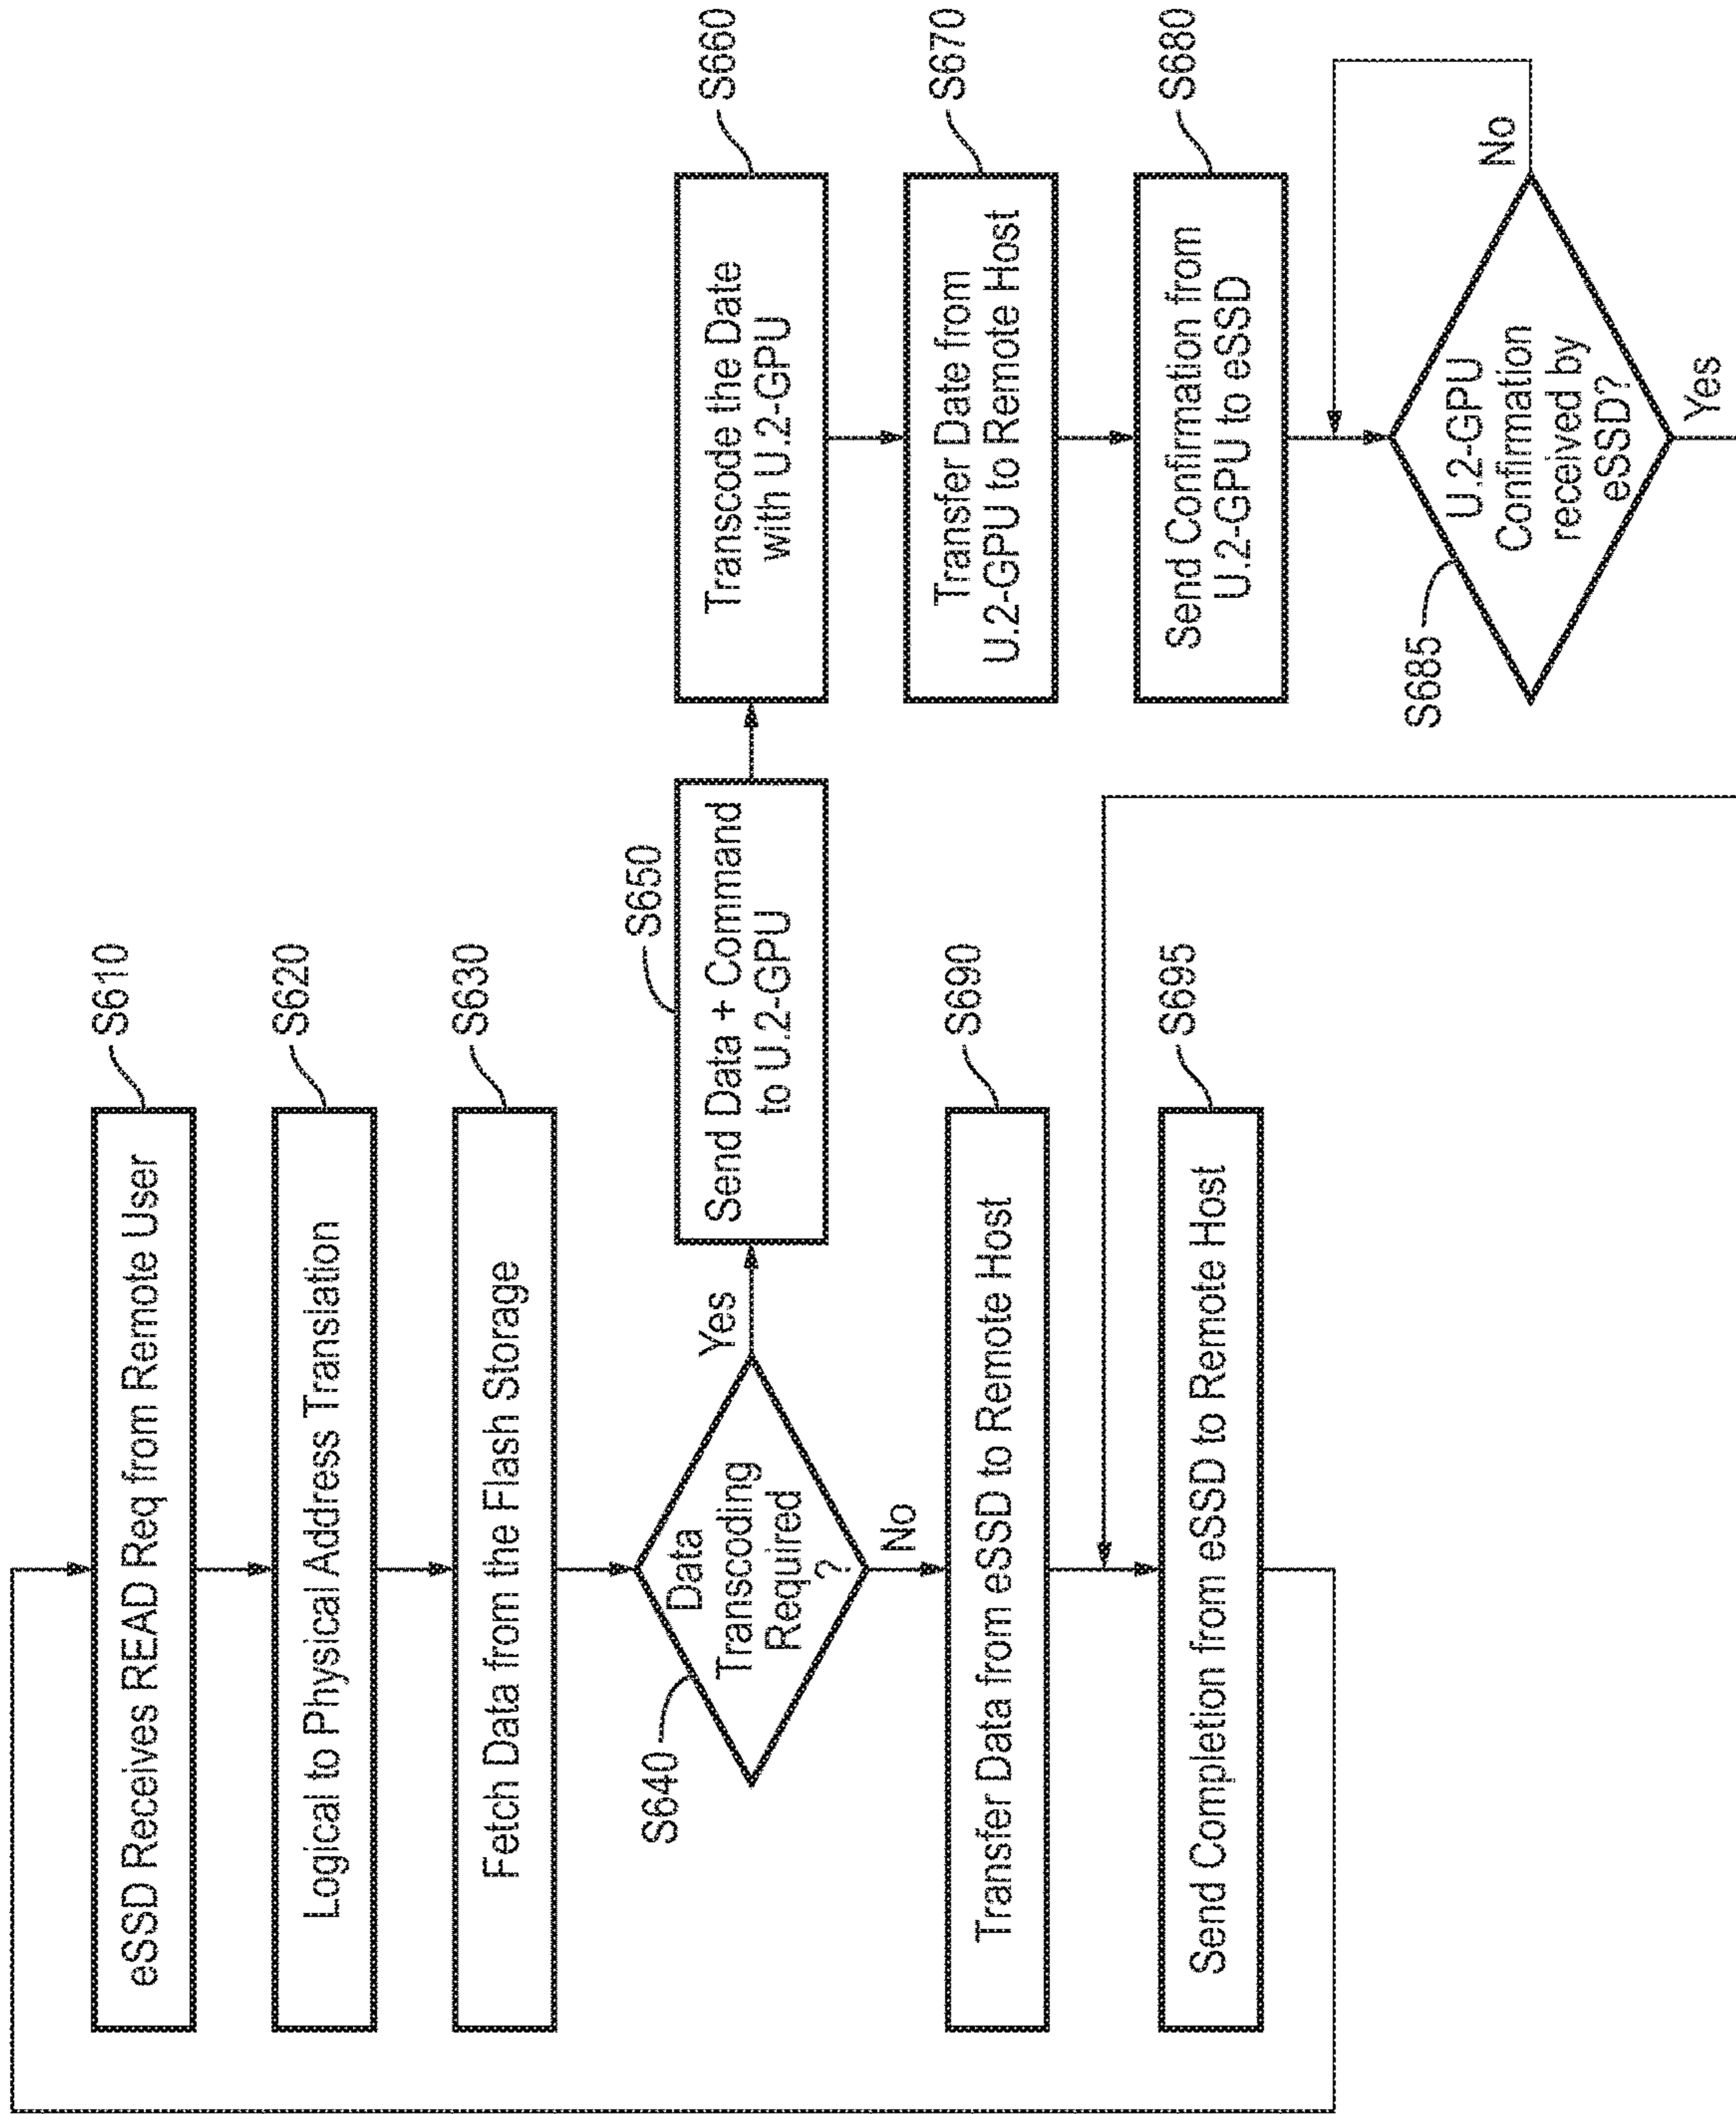 S610
eSSD Receives READ Req from Remote User
S620
Logical to Physical Address Translation
S630
Fetch Data from the Flash Storage
S640
Data
Transcoding
Required
?
Yes
No
S650
Send Data + Command
to U.2-GPU
S660
Transcode the Date
with U.2-GPU
S670
Transfer Date from
U.2-GPU to Remote Host
S680
Send Confirmation from
U.2-GPU to eSSD
S685
U.2-GPU
Confirmation
received by
eSSD?
No
Yes
S690
Transfer Data from eSSD to Remote Host
S695
Send Completion from eSSD to Remote Host